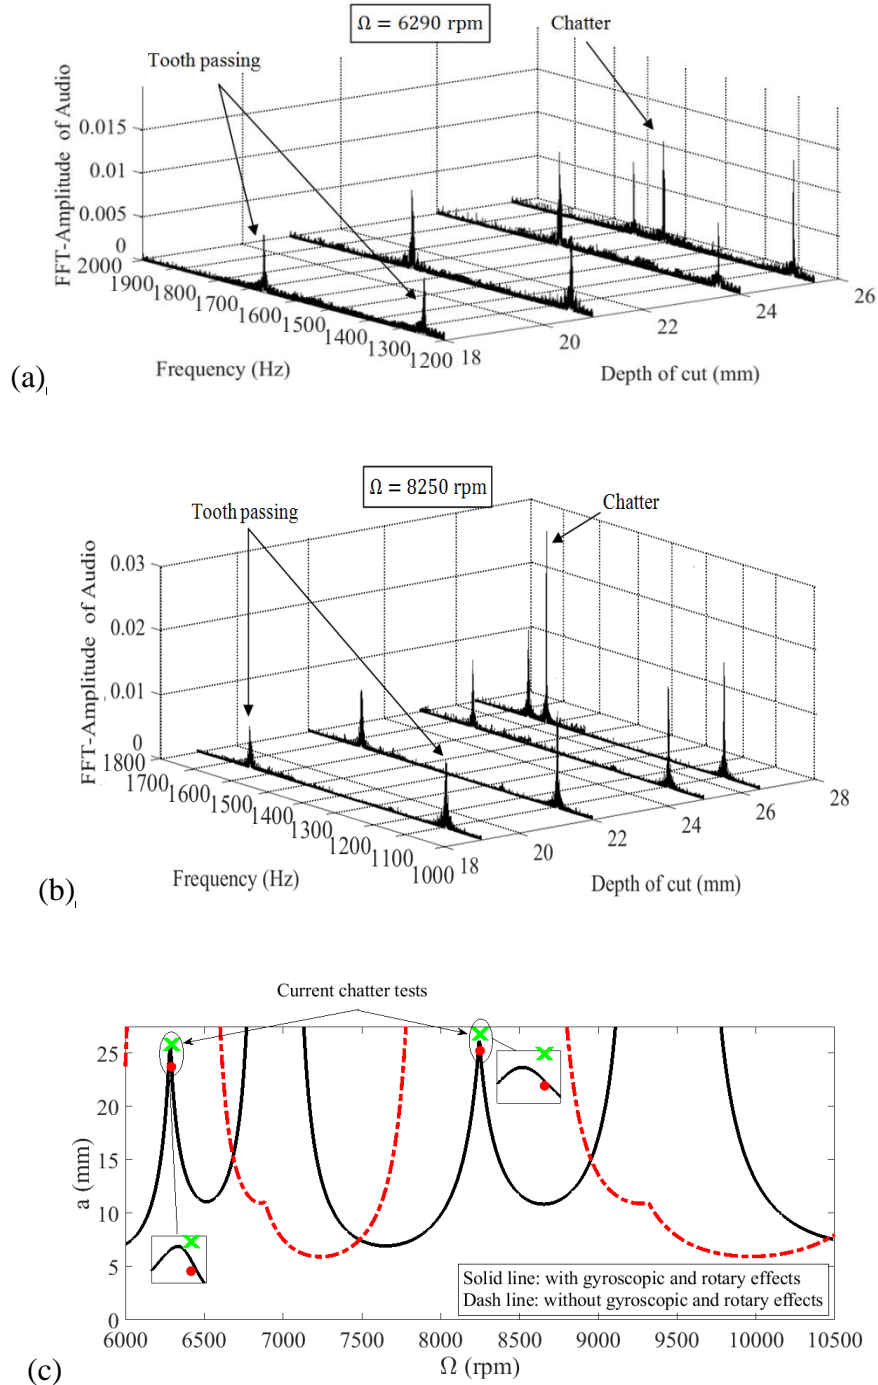 Ω = 6290 rpm
Chatter
Tooth passing
FFT-Amplitude of Audio
0.015
0.01
0.005
0
2000
1900
1800
1700
1600
1500
1400
1300
1200
18
20
22
24
26
Frequency (Hz)
Depth of cut (mm)
(a)
Ω = 8250 rpm
Chatter
Tooth passing
FFT-Amplitude of Audio
0.03
0.02
0.01
0
1800
1700
1600
1500
1400
1300
1200
1100
1000
18
20
22
24
26
28
Frequency (Hz)
Depth of cut (mm)
(b)
Current chatter tests
a (mm)
25
20
15
10
5
0
Solid line: with gyroscopic and rotary effects
Dash line: without gyroscopic and rotary effects
6000 6500 7000 7500 8000 8500 9000 9500 10000 10500
Ω (rpm)
(c)